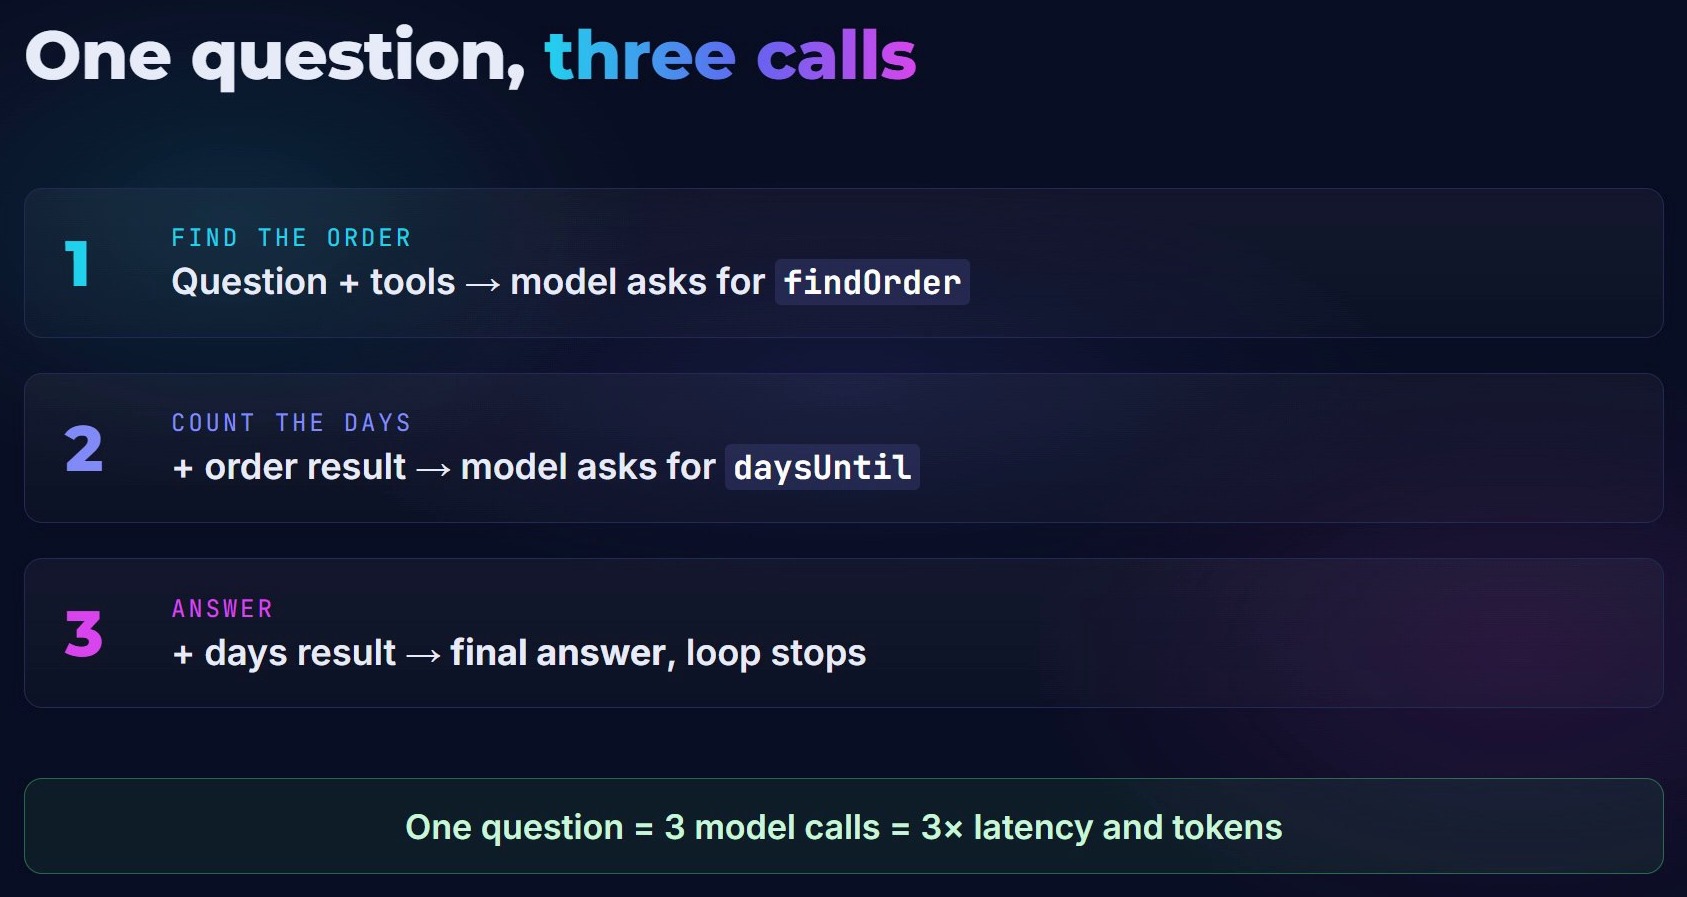 One question, three calls
1
FIND THE ORDER
Question + tools → model asks for findOrder
2
COUNT THE DAYS
+ order result → model asks for daysUntil
3
ANSWER
+ days result → final answer, loop stops
One question = 3 model calls = 3× latency and tokens